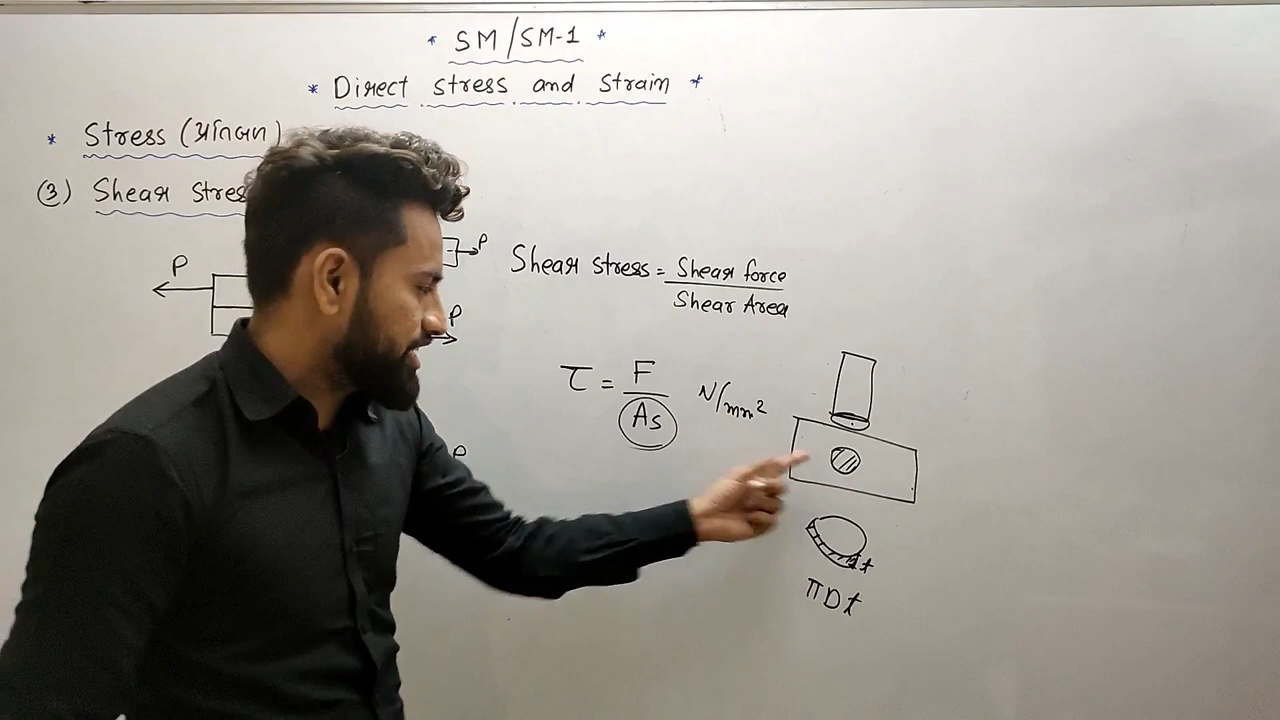 * SM/SM-1 *
* Direct stress and strain *
* Stress (प्रतिबल)
(3) Shear Stres
P
P
P
P
Shear stress = Shear force
Shear Area
τ = F
As
N/mm²
t
πDt